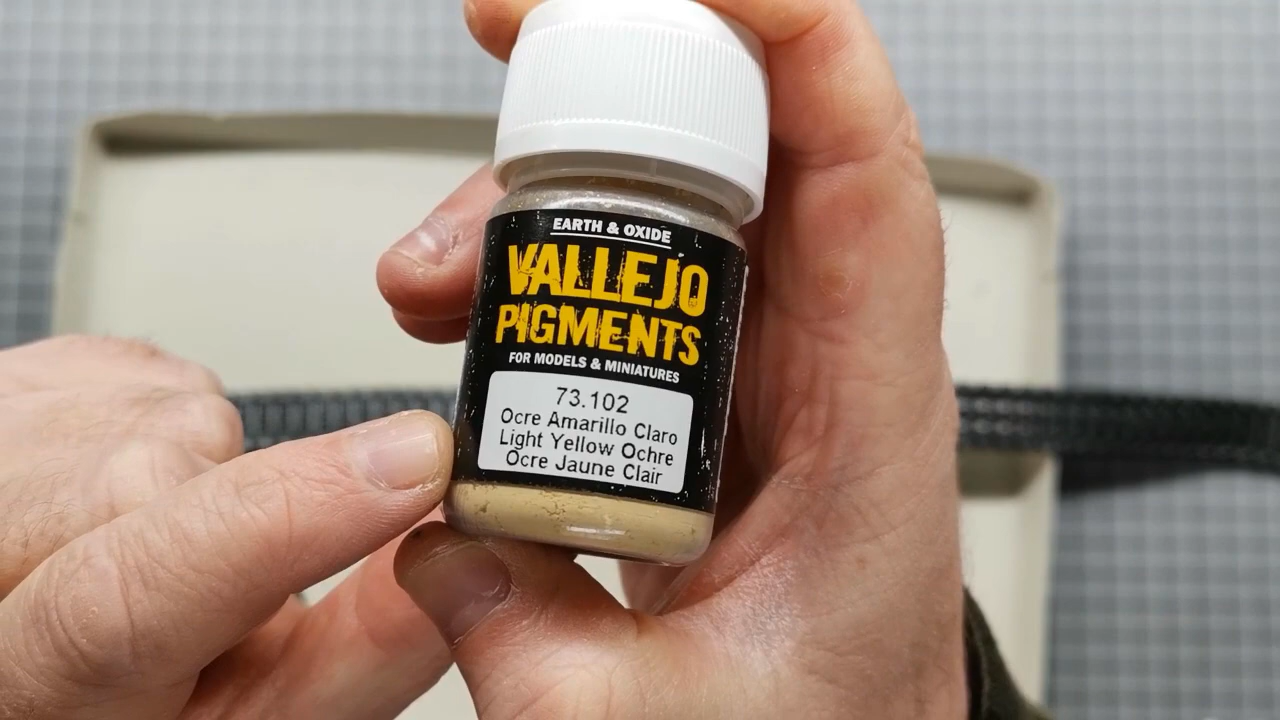 EARTH & OXIDE
VALLEJO
PIGMENTS
FOR MODELS & MINIATURES
73.102
Ocre Amarillo Claro
Light Yellow Ochre
Ocre Jaune Clair